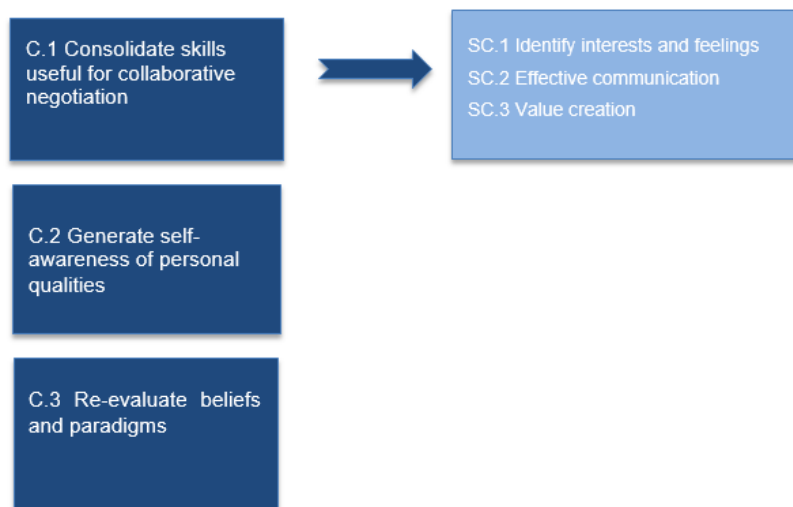 C.1 Consolidate skills
useful for collaborative
negotiation
SC.1 Identify interests and feelings
SC.2 Effective communication
SC.3 Value creation
C.2 Generate self-
awareness of personal
qualities
C.3 Re-evaluate beliefs
and paradigms